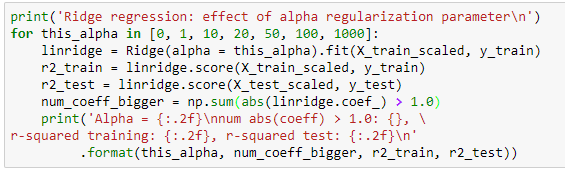 print('Ridge regression: effect of alpha regularization parameter\n')
for this_alpha in [0, 1, 10, 20, 50, 100, 1000]:
    linridge = Ridge(alpha = this_alpha).fit(X_train_scaled, y_train)
    r2_train = linridge.score(X_train_scaled, y_train)
    r2_test = linridge.score(X_test_scaled, y_test)
    num_coeff_bigger = np.sum(abs(linridge.coef_) > 1.0)
    print('Alpha = {:.2f}\nnum abs(coeff) > 1.0: {}, \
r-squared training: {:.2f}, r-squared test: {:.2f}\n'
         .format(this_alpha, num_coeff_bigger, r2_train, r2_test))